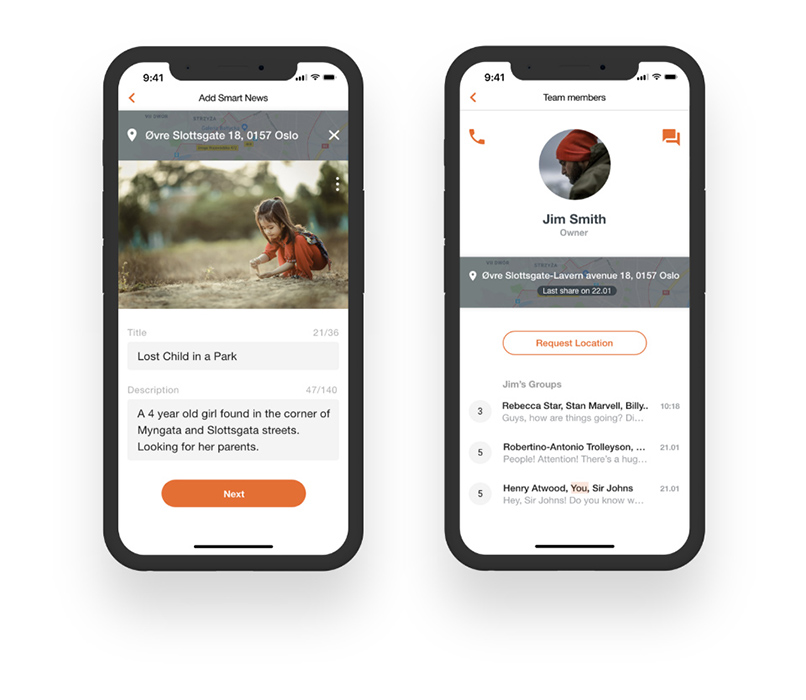 9:41
Add Smart News
Øvre Slottsgate 18, 0157 Oslo
Title 21/36
Lost Child in a Park
Description 47/140
A 4 year old girl found in the corner of
Myngata and Slottsgata streets.
Looking for her parents.
Next
9:41
Team members
Jim Smith
Owner
STREYZA
Øvre Slottsgate-Lavern avenue 18, 0157 Oslo
Last share on 22.01
Request Location
Jim's Groups
3 Rebecca Star, Stan Marvell, Billy.. 10:18
Guys, how are things going? Di...
5 Robertino-Antonio Trolleyson, ... 21.01
People! Attention! There's a hug...
5 Henry Atwood, You, Sir Johns 21.01
Hey, Sir Johns! Do you know w...